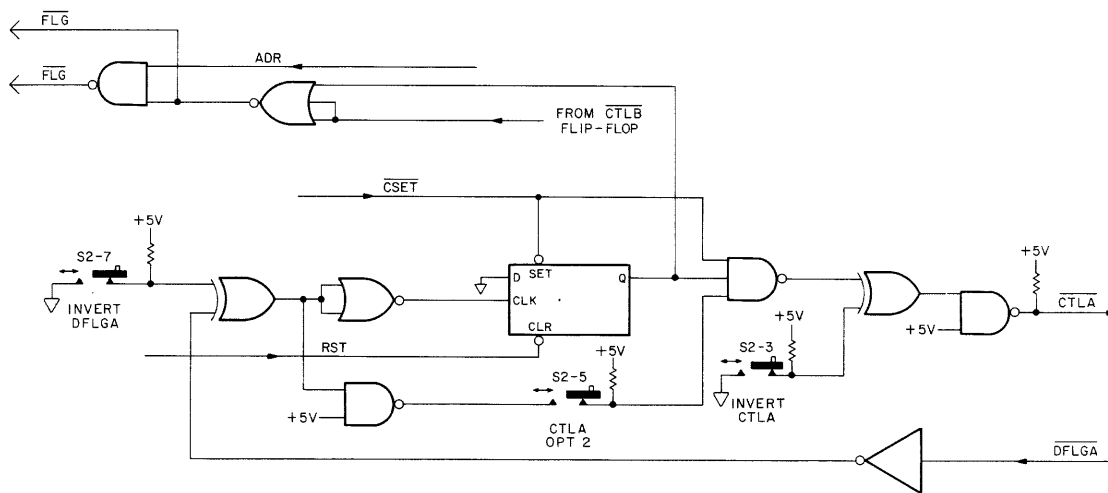 FLG
ADR
FLG
FROM CTLB
FLIP-FLOP
CSET
+5V
S2-7
INVERT
DFLGA
D
SET
Q
CLK
CLR
RST
+5V
S2-5
CTLA
OPT 2
+5V
+5V
S2-3
INVERT
CTLA
+5V
+5V
CTLA
DFLGA